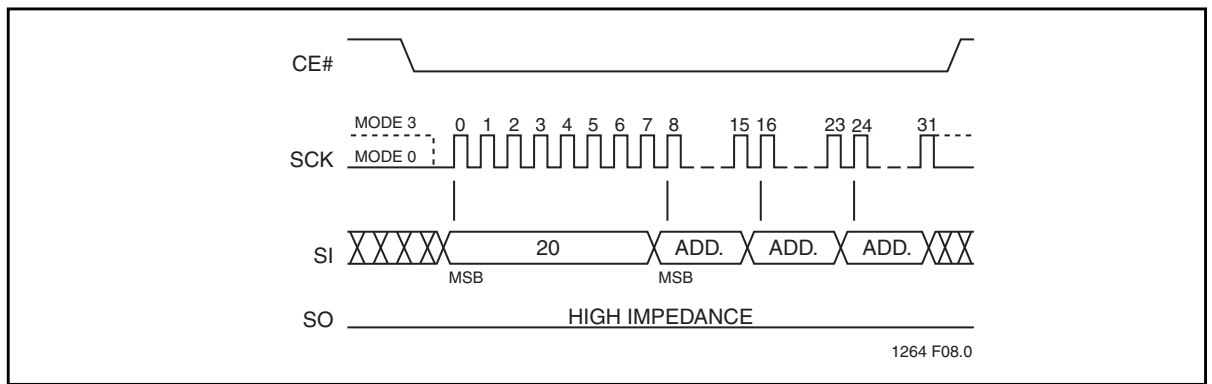 CE#
MODE 3
0 1 2 3 4 5 6 7 8 15 16 23 24 31
SCK MODE 0
SI 20 ADD. ADD. ADD.
MSB MSB
SO HIGH IMPEDANCE
1264 F08.0